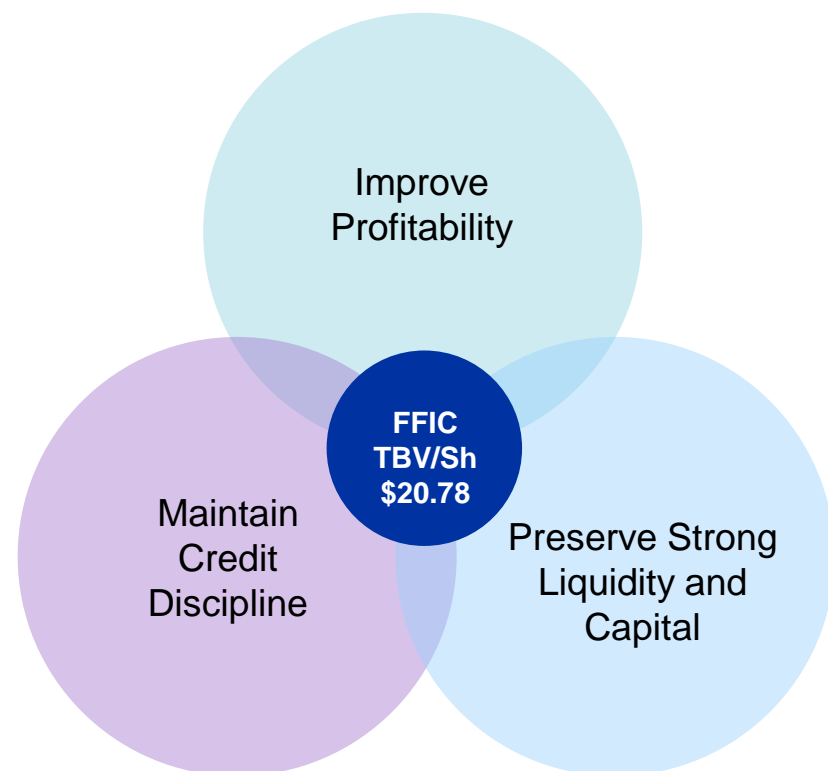 Improve
Profitability
FFIC
TBV/Sh
$20.78
Maintain
Credit
Discipline
Preserve Strong
Liquidity and
Capital